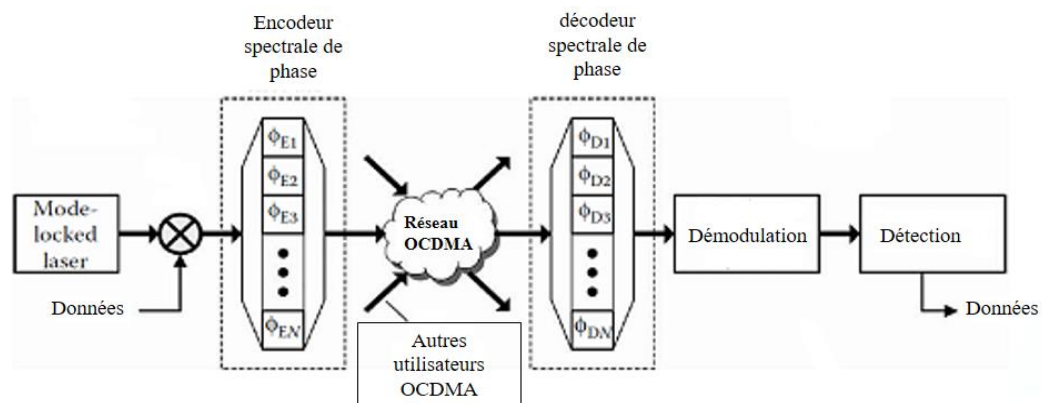 Encodeur
spectrale de
phase
décodeur
spectrale de
phase
Mode-
locked
laser
Données
ϕE1
ϕE2
ϕE3
ϕEN
Réseau
OCDMA
Autres
utilisateurs
OCDMA
ϕD1
ϕD2
ϕD3
ϕDN
Démodulation
Détection
Données